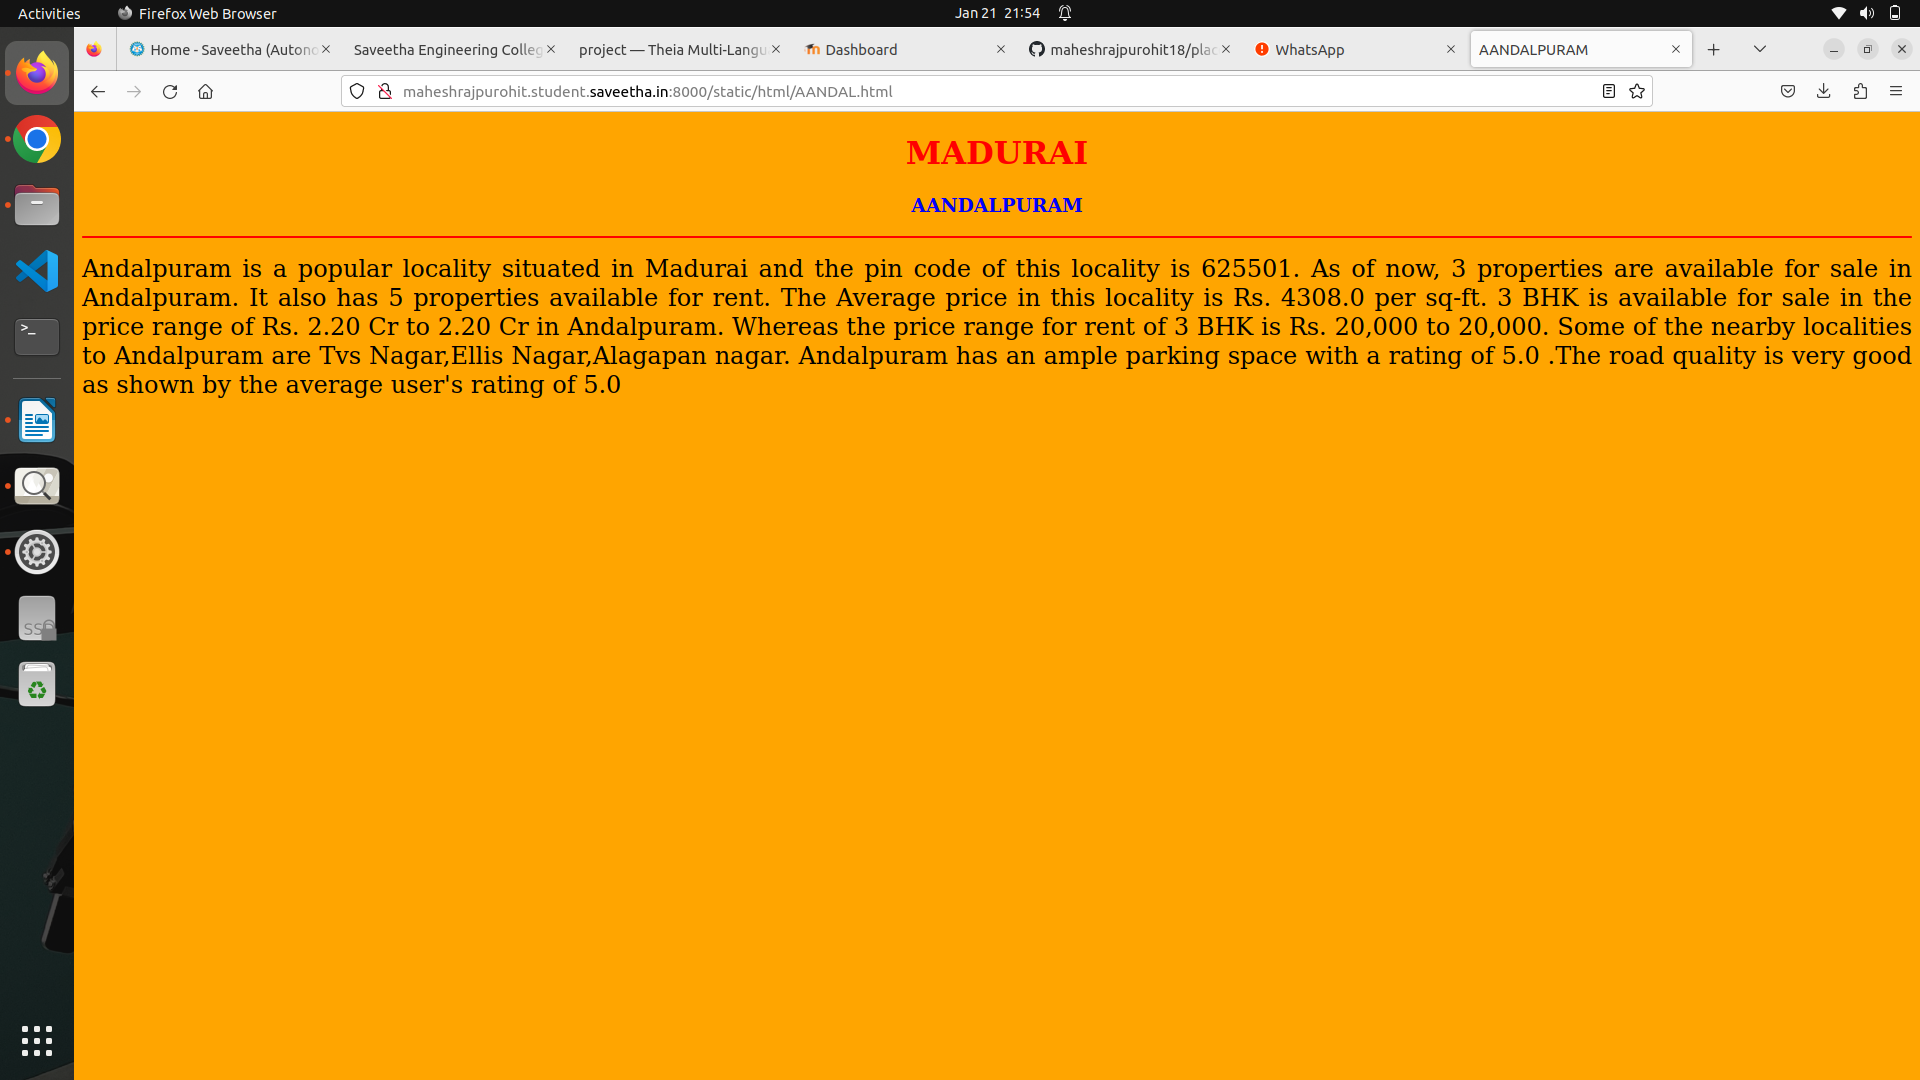 Activities
Firefox Web Browser
Jan 21 21:54
Home - Saveetha (Autono
Saveetha Engineering Colleg
project — Theia Multi-Langu
Dashboard
maheshrajpurohit18/plac
WhatsApp
AANDALPURAM
maheshrajpurohit.student.saveetha.in:8000/static/html/AANDAL.html
MADURAI
AANDALPURAM
Andalpuram is a popular locality situated in Madurai and the pin code of this locality is 625501. As of now, 3 properties are available for sale in
Andalpuram. It also has 5 properties available for rent. The Average price in this locality is Rs. 4308.0 per sq-ft. 3 BHK is available for sale in the
price range of Rs. 2.20 Cr to 2.20 Cr in Andalpuram. Whereas the price range for rent of 3 BHK is Rs. 20,000 to 20,000. Some of the nearby localities
to Andalpuram are Tvs Nagar,Ellis Nagar,Alagapan nagar. Andalpuram has an ample parking space with a rating of 5.0 .The road quality is very good
as shown by the average user's rating of 5.0
>_